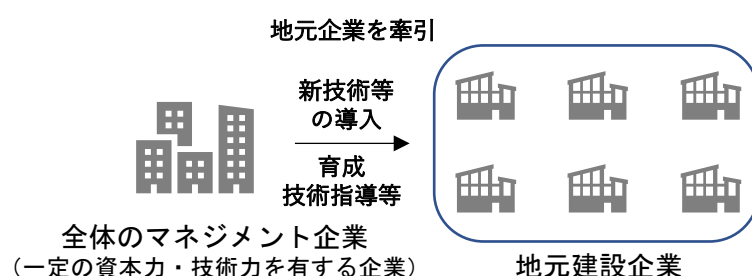 地元企業を牽引
新技術等
の導入
育成
技術指導等
全体のマネジメント企業
（一定の資本力・技術力を有する企業）
地元建設企業